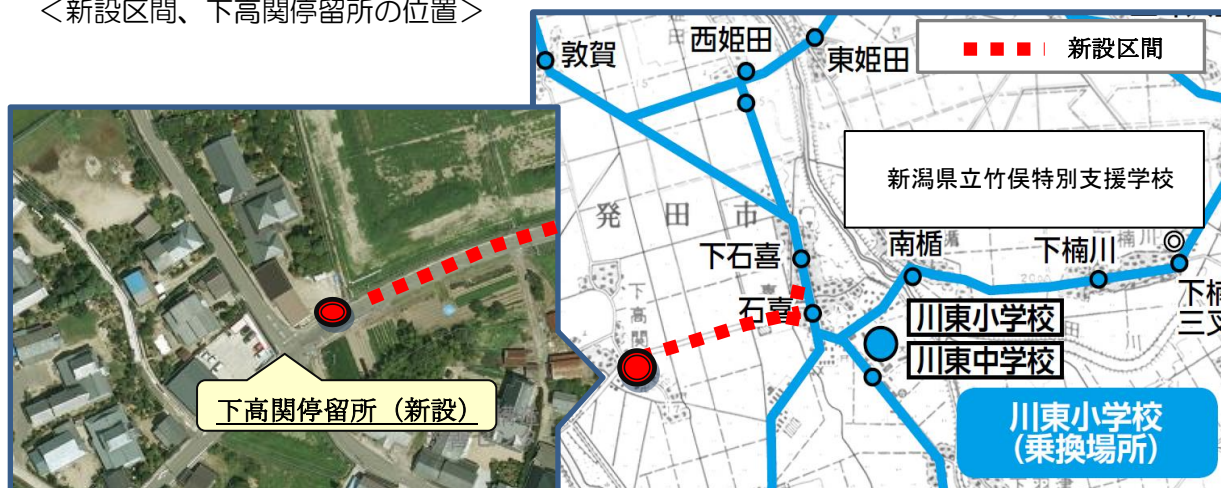 ＜新設区間、下高関停留所の位置＞
新設区間
敦賀
西姫田
東姫田
新潟県立竹俣特別支援学校
発田市
下石喜
南楯
下楠川
下楠
三又
石喜
下高関
川東小学校
川東中学校
下高関停留所（新設）
川東小学校
（乗換場所）